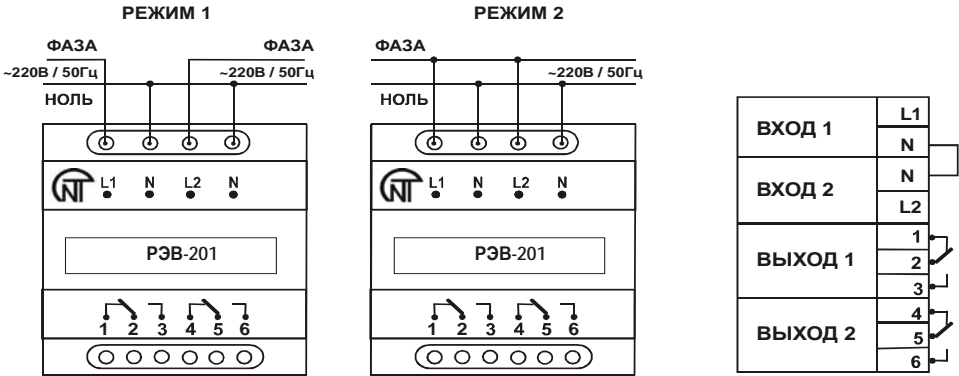 РЕЖИМ 1
ФАЗА
ФАЗА
~220В / 50Гц
~220В / 50Гц
НОЛЬ
NT L1 N L2 N
РЭВ-201
1 2 3 4 5 6
РЕЖИМ 2
ФАЗА
~220В / 50Гц
НОЛЬ
NT L1 N L2 N
РЭВ-201
1 2 3 4 5 6
ВХОД 1
L1
N
ВХОД 2
N
L2
ВЫХОД 1
1
2
3
ВЫХОД 2
4
5
6